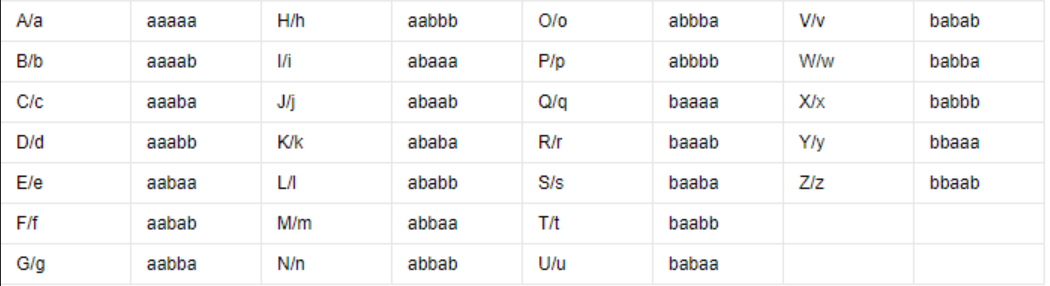 A/a aaaaa H/h aabbb O/o abbba V/v babab
B/b aaaab I/i abaaa P/p abbbb W/w babba
C/c aaaba J/j abaab Q/q baaaa X/x babbb
D/d aaabb K/k ababa R/r baaab Y/y bbaaa
E/e aabaa L/l ababb S/s baaba Z/z bbaab
F/f aabab M/m abbaa T/t baabb
G/g aabba N/n abbab U/u babaa